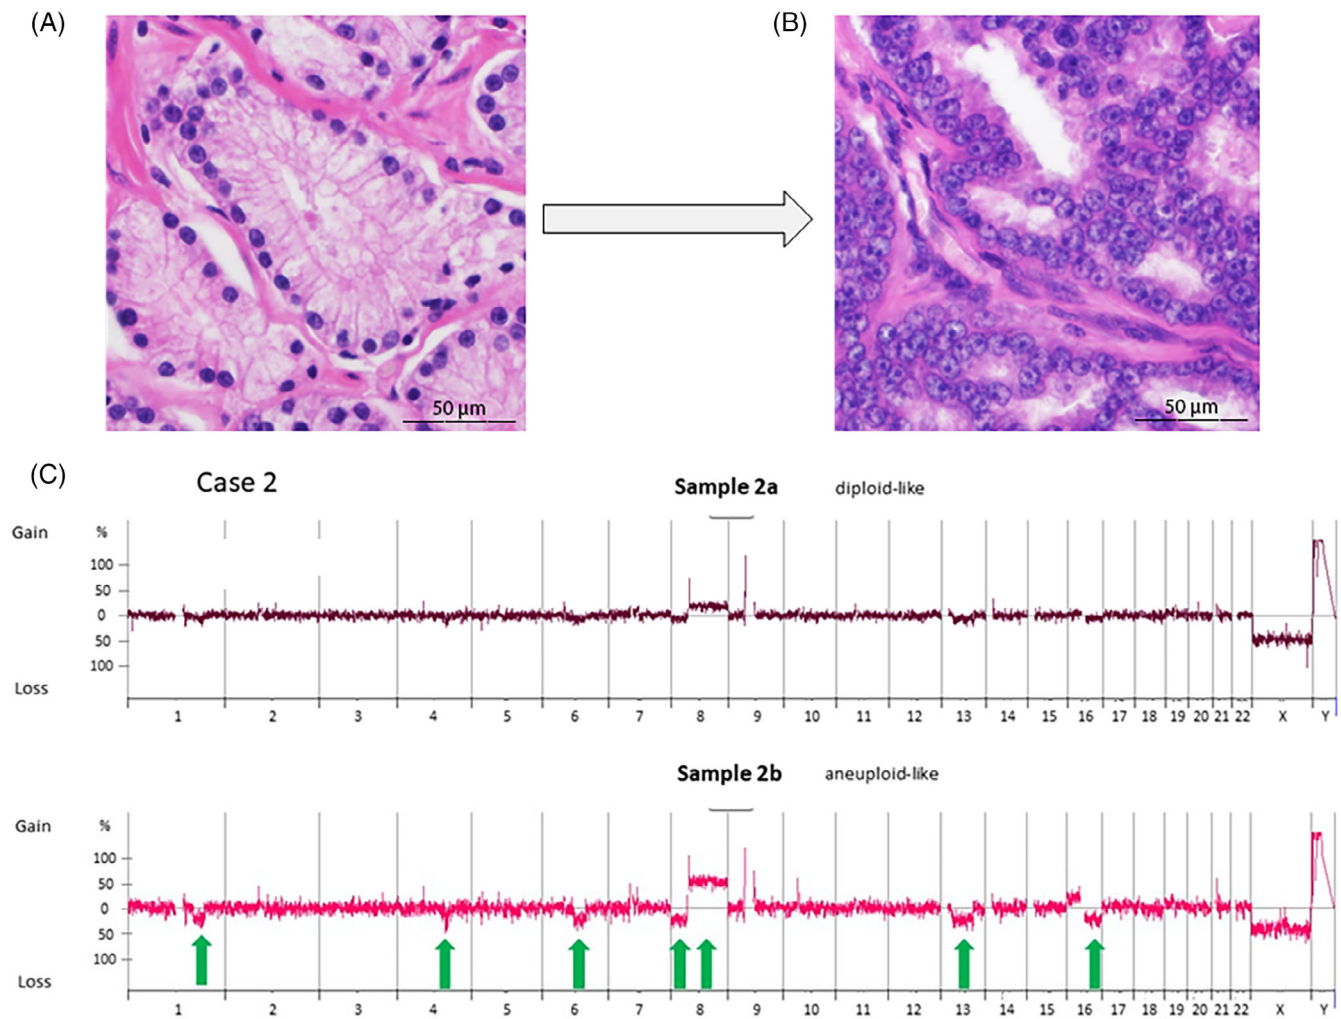 (A)
(B)
50 µm
50 µm
(C)
Case 2
Sample 2a diploid-like
Gain %
100
50
0
50
100
Loss
1 2 3 4 5 6 7 8 9 10 11 12 13 14 15 16 17 18 19 20 21 22 X Y
Sample 2b aneuploid-like
Gain %
100
50
0
50
100
Loss
1 2 3 4 5 6 7 8 9 10 11 12 13 14 15 16 17 18 19 20 21 22 X Y